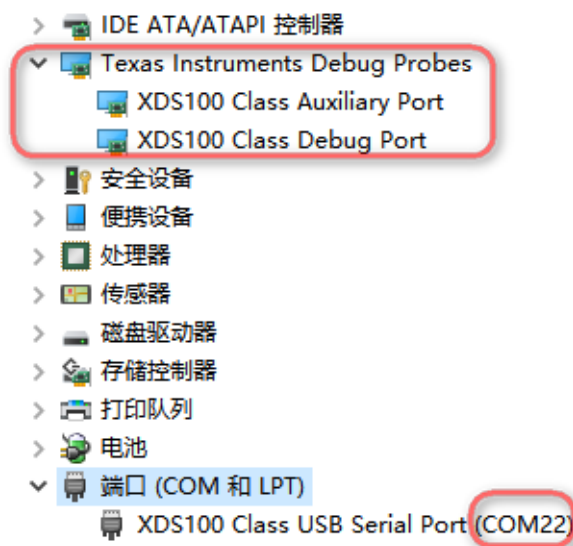 IDE ATA/ATAPI 控制器
Texas Instruments Debug Probes
XDS100 Class Auxiliary Port
XDS100 Class Debug Port
安全设备
便携设备
处理器
传感器
磁盘驱动器
存储控制器
打印队列
电池
端口 (COM 和 LPT)
XDS100 Class USB Serial Port (COM22)